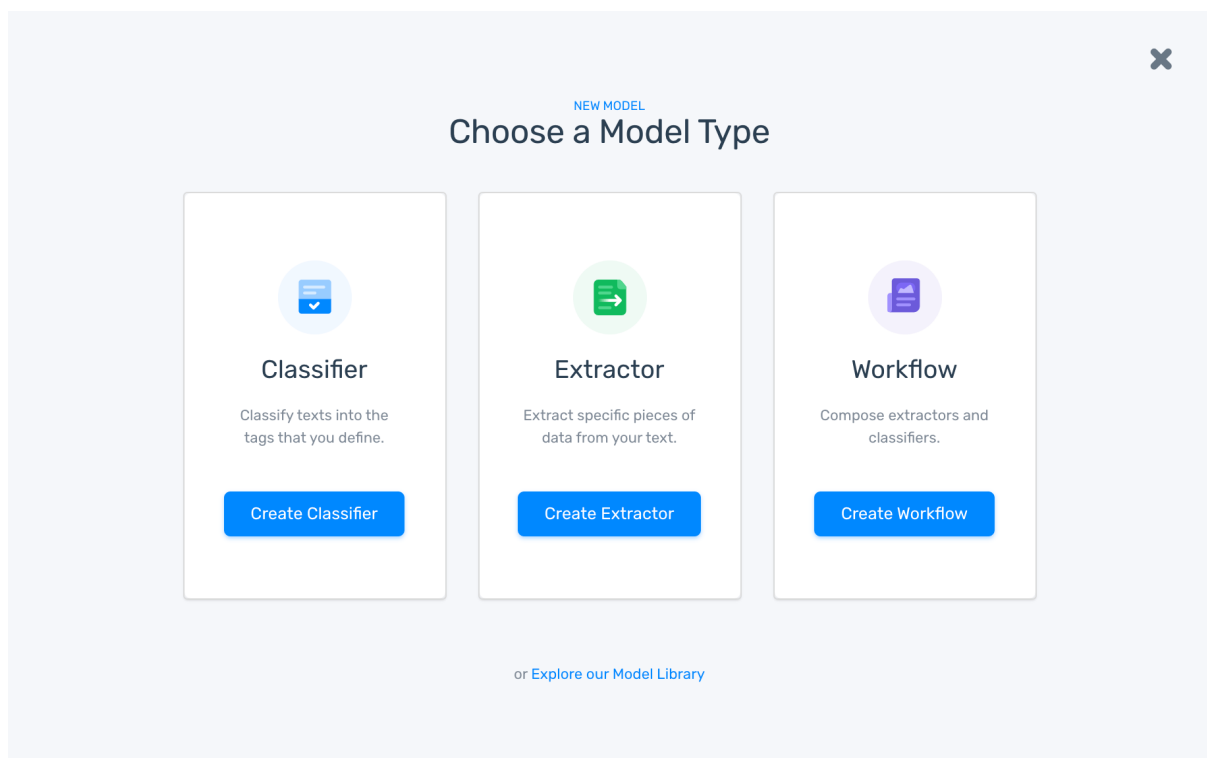 NEW MODEL
Choose a Model Type
Classifier
Classify texts into the
tags that you define.
Create Classifier
Extractor
Extract specific pieces of
data from your text.
Create Extractor
Workflow
Compose extractors and
classifiers.
Create Workflow
or Explore our Model Library